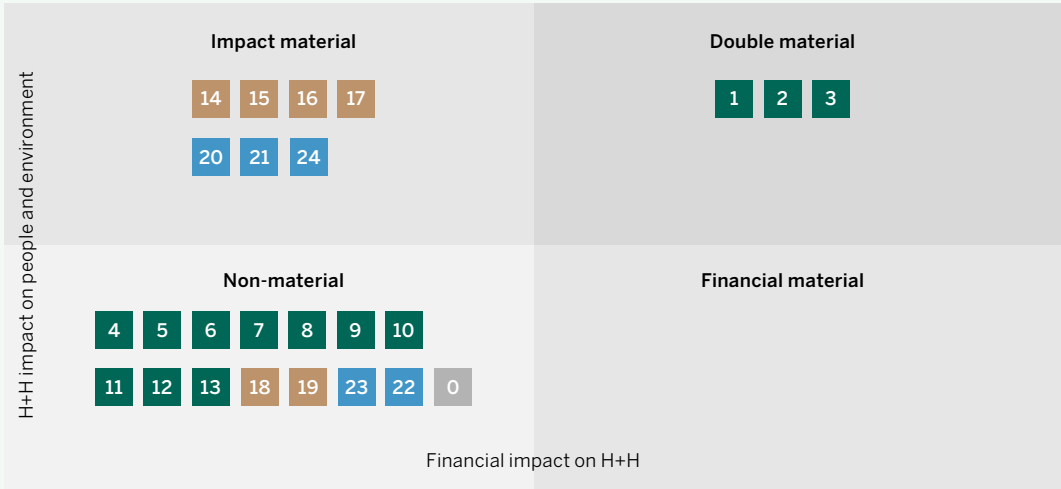 Impact material
14 15 16 17
20 21 24
Double material
1 2 3
H+H impact on people and environment
Non-material
4 5 6 7 8 9 10
11 12 13 18 19 23 22 0
Financial material
Financial impact on H+H